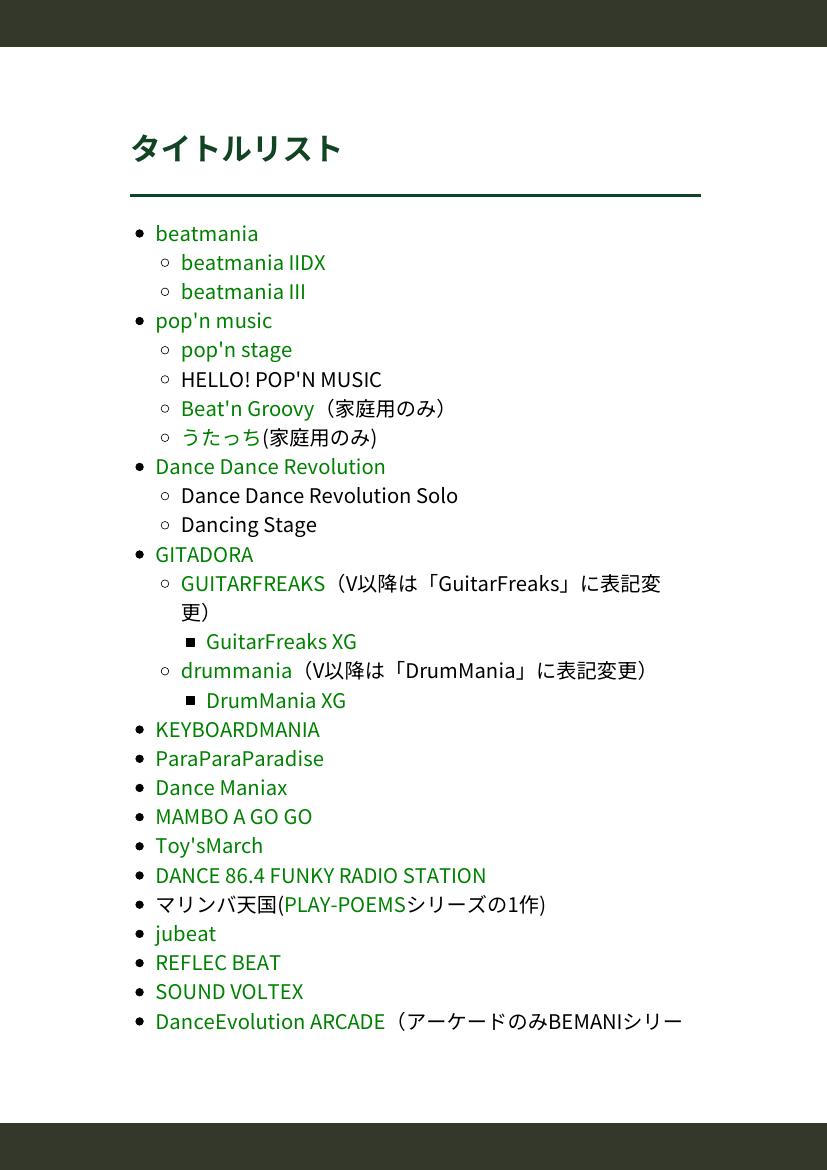 タイトルリスト
beatmania
beatmania IIDX
beatmania III
pop'n music
pop'n stage
HELLO! POP'N MUSIC
Beat'n Groovy（家庭用のみ）
うたっち(家庭用のみ)
Dance Dance Revolution
Dance Dance Revolution Solo
Dancing Stage
GITADORA
GUITARFREAKS（V以降は「GuitarFreaks」に表記変
更）
GuitarFreaks XG
drummania（V以降は「DrumMania」に表記変更）
DrumMania XG
KEYBOARDMANIA
ParaParaParadise
Dance Maniax
MAMBO A GO GO
Toy'sMarch
DANCE 86.4 FUNKY RADIO STATION
マリンバ天国(PLAY-POEMSシリーズの1作)
jubeat
REFLEC BEAT
SOUND VOLTEX
DanceEvolution ARCADE（アーケードのみBEMANIシリー